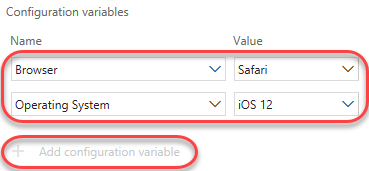 Configuration variables
Name Value
Browser Safari
Operating System iOS 12
+ Add configuration variable